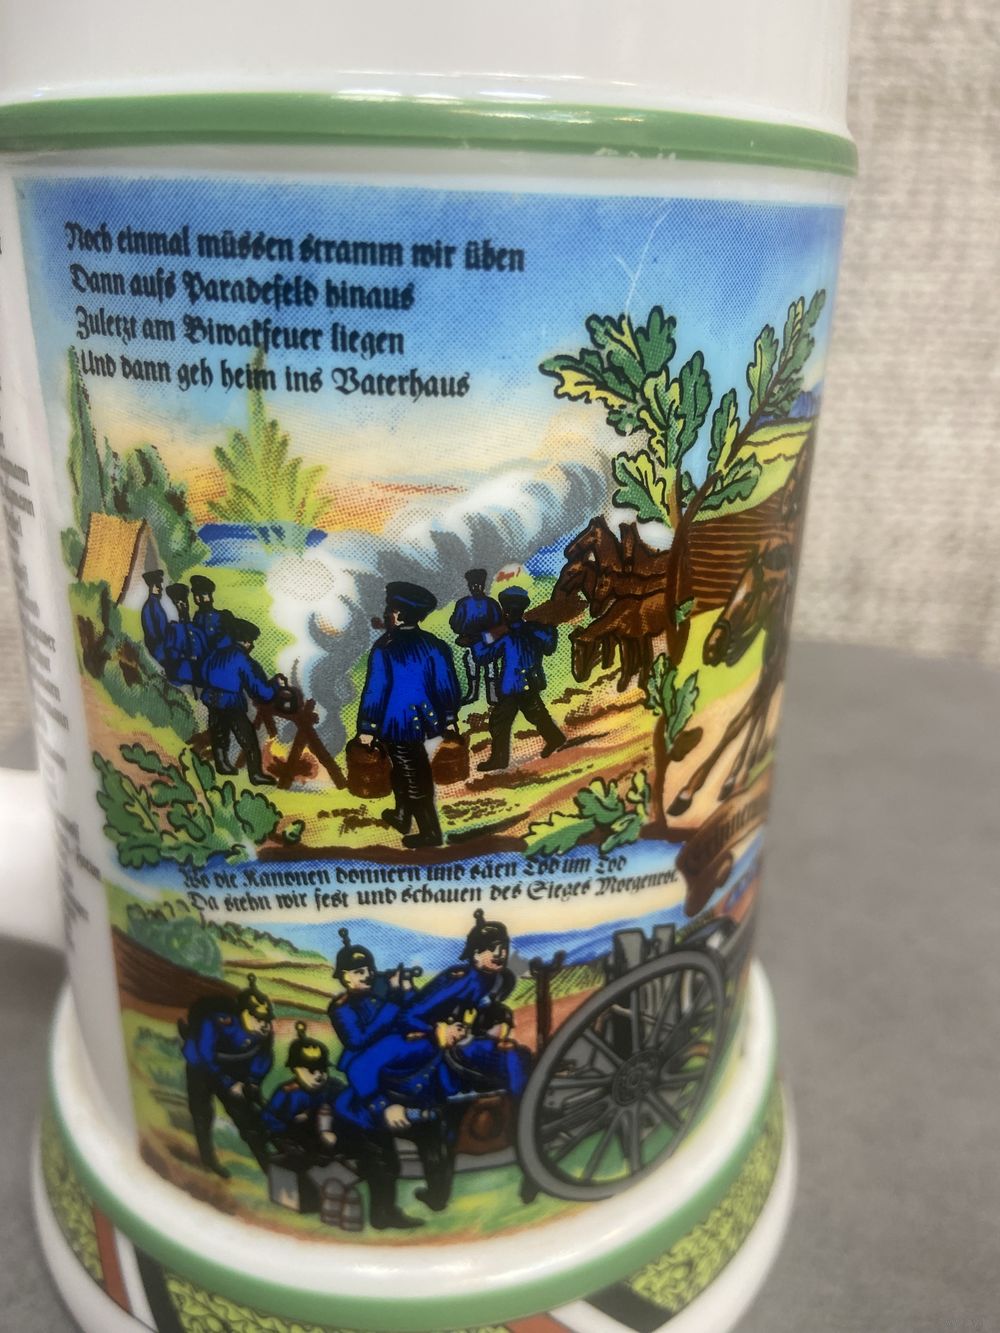 Noch einmal müssen stramm wir üben
Dann aufs Paradefeld hinaus
Zuletzt am Biwakfeuer liegen
Und dann geh heim ins Vaterhaus
Wo die Kanonen donnern und säen Tod um Tod
Da stehn wir fest und schauen des Sieges Morgenrot.